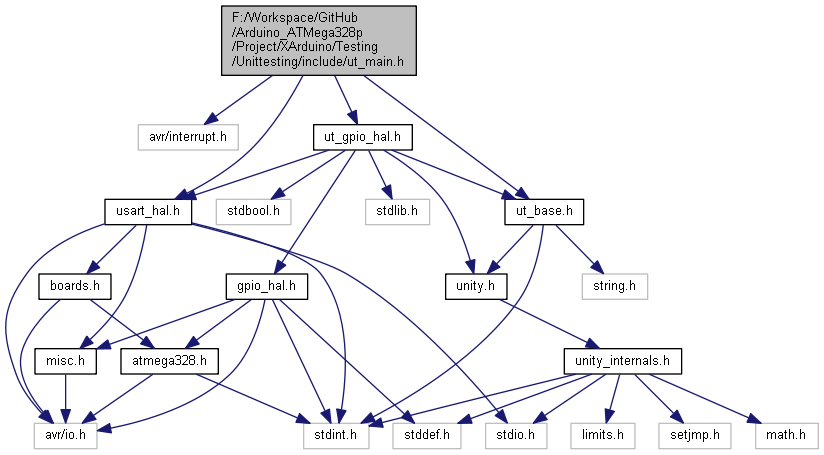 F:/Workspace/GitHub
/Arduino_ATMega328p
/Project/XArduino/Testing
/Unittesting/include/ut_main.h
avr/interrupt.h
ut_gpio_hal.h
usart_hal.h
stdbool.h
stdlib.h
ut_base.h
boards.h
gpio_hal.h
unity.h
string.h
misc.h
atmega328.h
unity_internals.h
avr/io.h
stdint.h
stddef.h
stdio.h
limits.h
setjmp.h
math.h